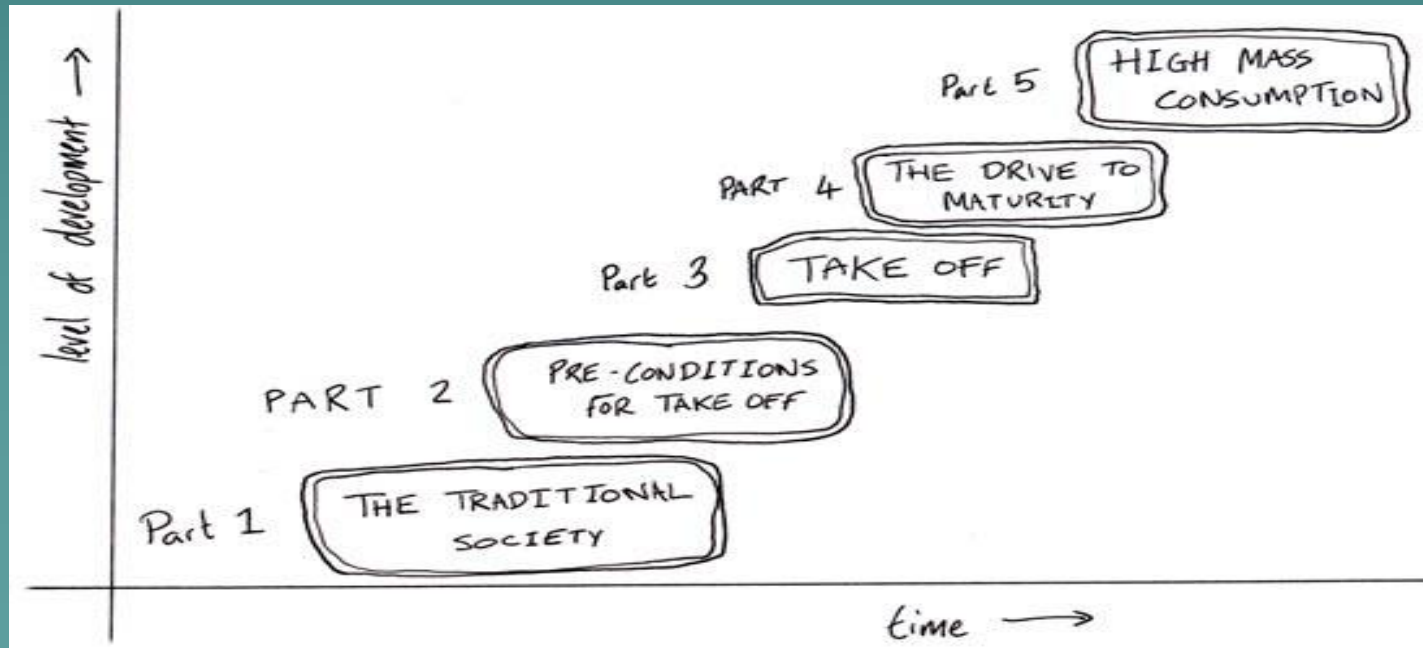 level of development →
Part 5
HIGH MASS
CONSUMPTION
PART 4
THE DRIVE TO
MATURITY
Part 3
TAKE OFF
PART 2
PRE-CONDITIONS
FOR TAKE OFF
Part 1
THE TRADITIONAL
SOCIETY
time →